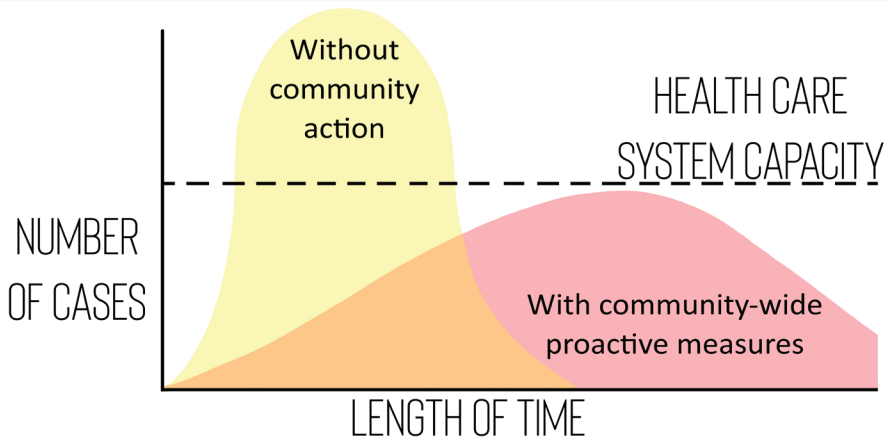 Without
community
action
HEALTH CARE
SYSTEM CAPACITY
NUMBER
OF CASES
With community-wide
proactive measures
LENGTH OF TIME